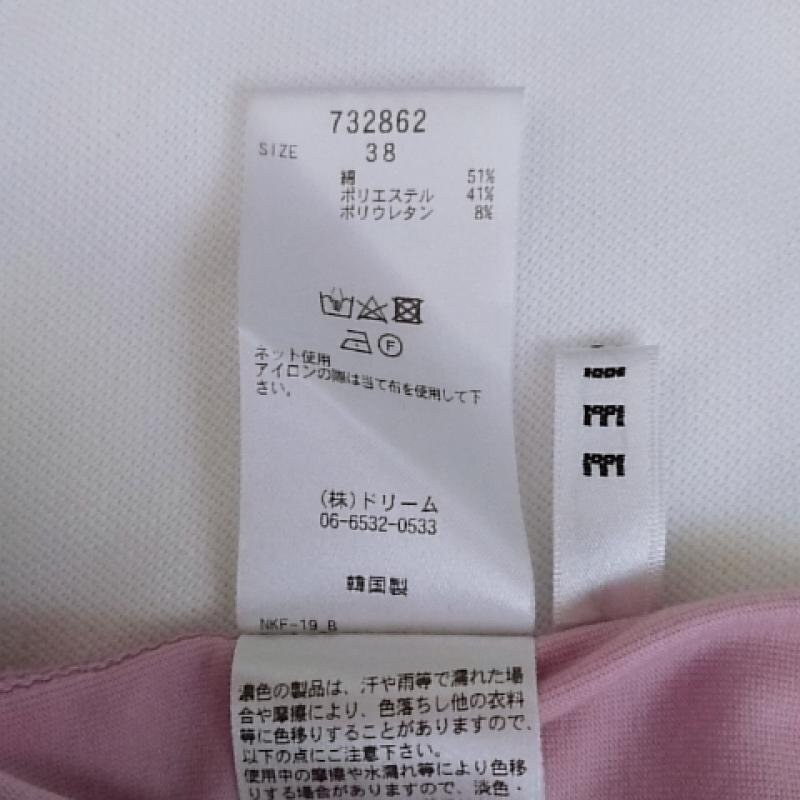 732862
SIZE 38
綿 51%
ポリエステル 41%
ポリウレタン 8%
F
ネット使用
アイロンの際は当て布を使用して下
さい。
(株)ドリーム
06-6532-0533
韓国製
NKF-19_B
濃色の製品は、汗や雨等で濡れた場
合や摩擦により、色落ちし他の衣料
等に色移りすることがありますので、
以下の点にご注意下さい。
使用中の摩擦や水濡れ等により色移
りする場合がありますので、淡色・